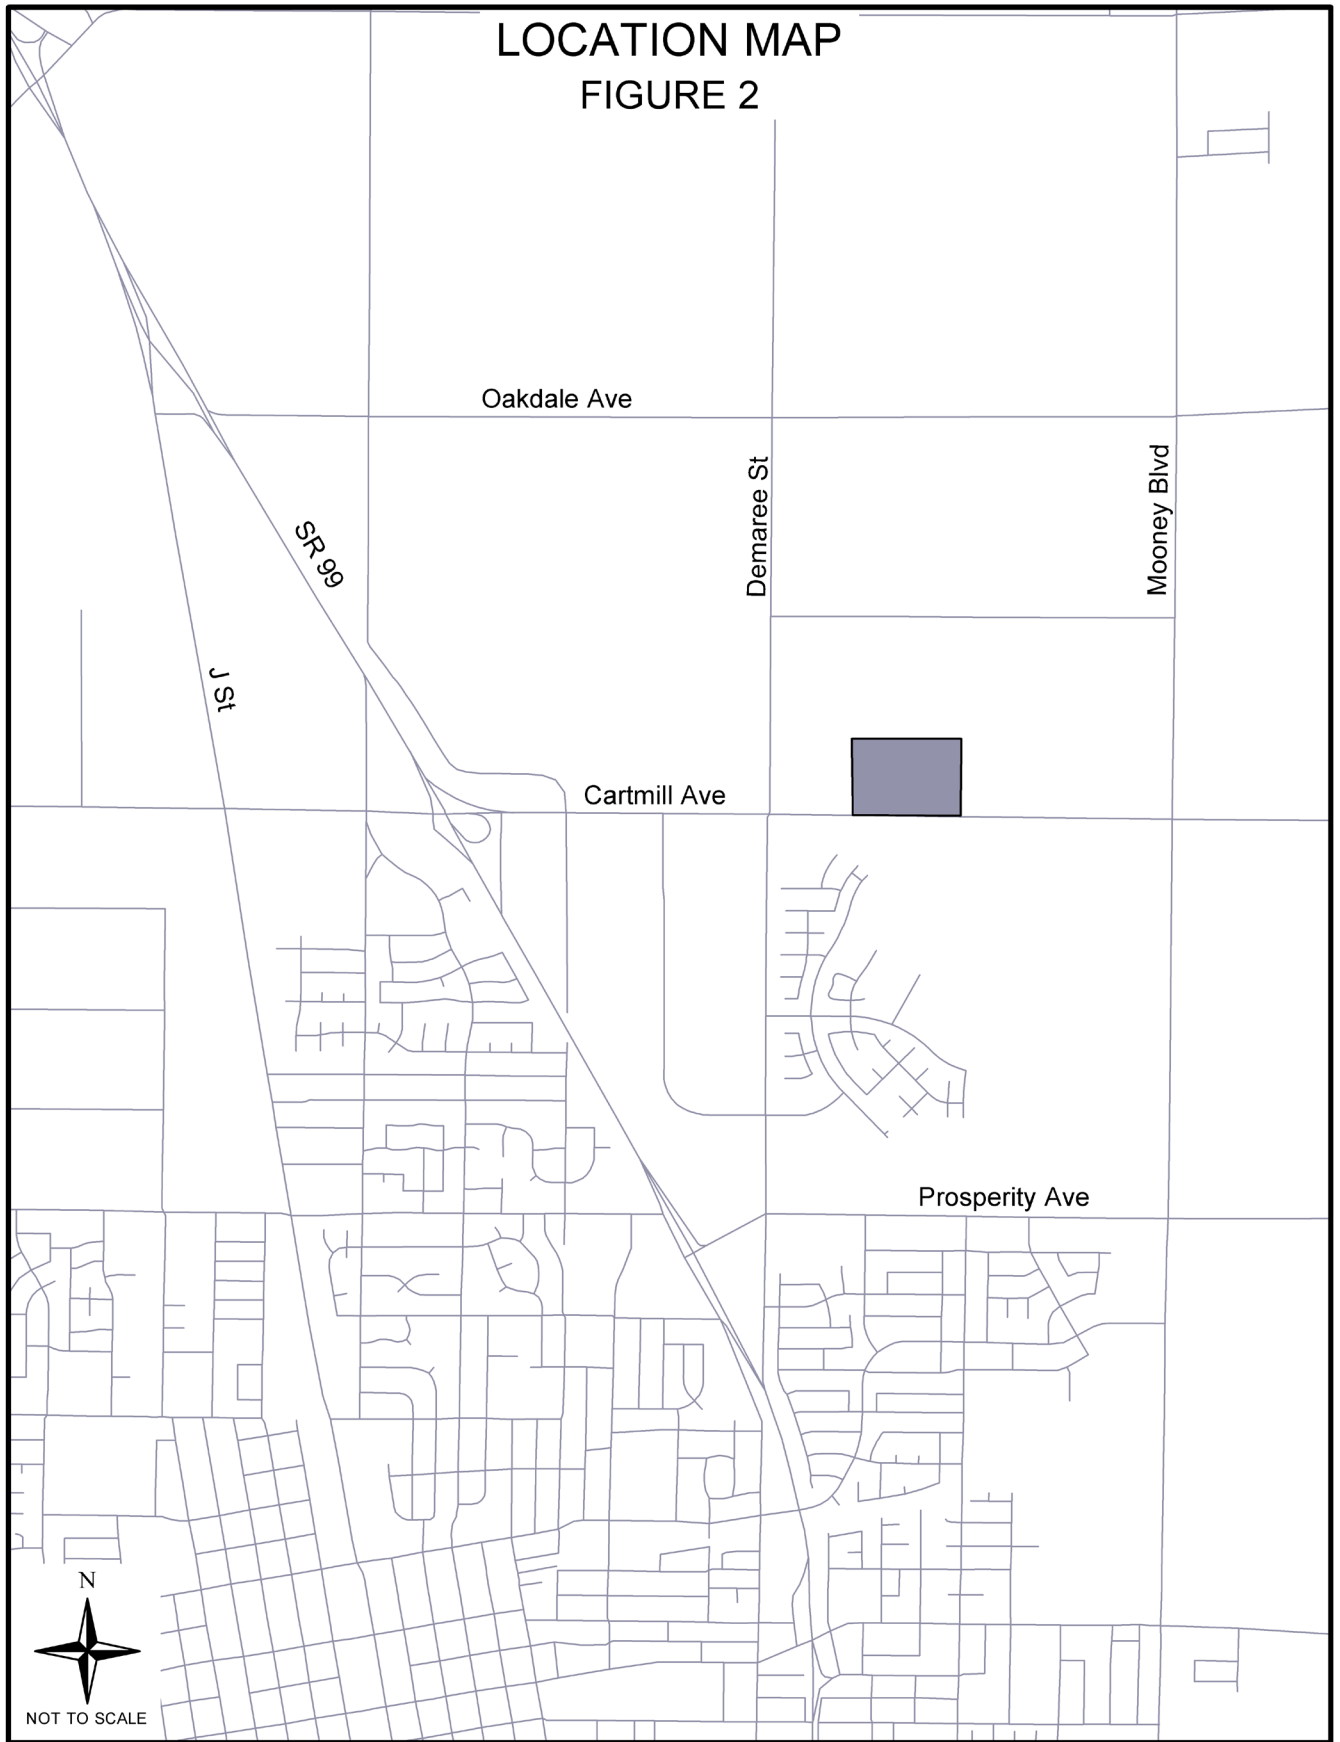 LOCATION MAP
FIGURE 2
Oakdale Ave
Demaree St
Mooney Blvd
SR 99
J St
Cartmill Ave
Prosperity Ave
N
NOT TO SCALE